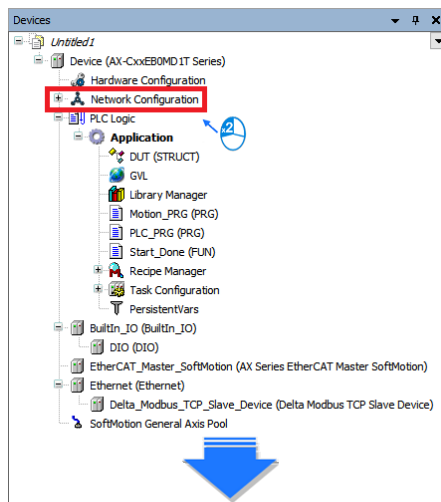 Devices
Untitled1
Device (AX-CxxEB0MD1T Series)
Hardware Configuration
Network Configuration
PLC Logic
Application
DUT (STRUCT)
GVL
Library Manager
Motion_PRG (PRG)
PLC_PRG (PRG)
Start_Done (FUN)
Recipe Manager
Task Configuration
PersistentVars
BuiltIn_IO (BuiltIn_IO)
DIO (DIO)
EtherCAT_Master_SoftMotion (AX Series EtherCAT Master SoftMotion)
Ethernet (Ethernet)
Delta_Modbus_TCP_Slave_Device (Delta Modbus TCP Slave Device)
SoftMotion General Axis Pool